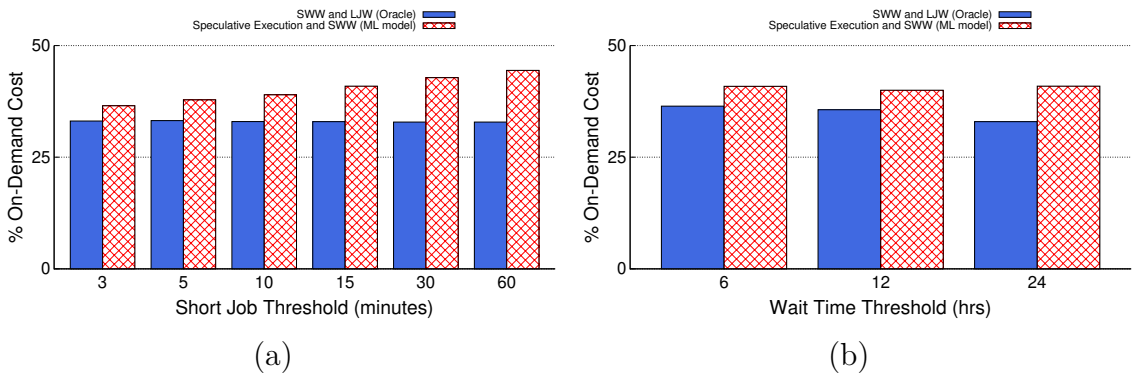 SWW and LJW (Oracle)
Speculative Execution and SWW (ML model)
50
25
0
% On-Demand Cost
3 5 10 15 30 60
Short Job Threshold (minutes)
(a)
SWW and LJW (Oracle)
Speculative Execution and SWW (ML model)
50
25
0
% On-Demand Cost
6 12 24
Wait Time Threshold (hrs)
(b)